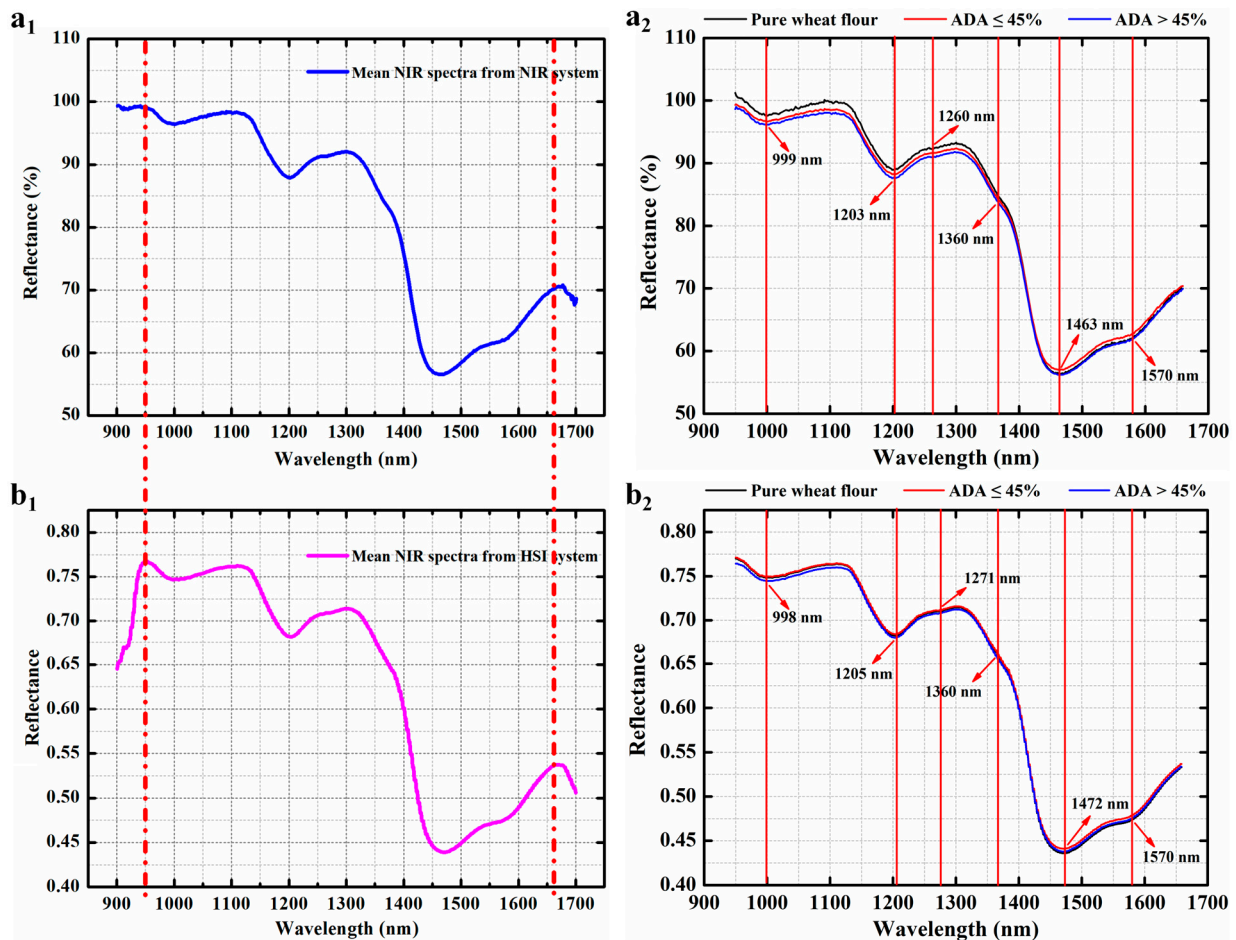 a1
110
100
90
80
70
60
50
Reflectance (%)
Mean NIR spectra from NIR system
900 1000 1100 1200 1300 1400 1500 1600 1700
Wavelength (nm)
a2
Pure wheat flour ADA ≤ 45% ADA > 45%
110
100
90
80
70
60
50
Reflectance (%)
999 nm
1203 nm
1260 nm
1360 nm
1463 nm
1570 nm
900 1000 1100 1200 1300 1400 1500 1600 1700
Wavelength (nm)
b1
0.80
0.75
0.70
0.65
0.60
0.55
0.50
0.45
0.40
Reflectance
Mean NIR spectra from HSI system
900 1000 1100 1200 1300 1400 1500 1600 1700
Wavelength (nm)
b2
Pure wheat flour ADA ≤ 45% ADA > 45%
0.80
0.75
0.70
0.65
0.60
0.55
0.50
0.45
0.40
Reflectance
998 nm
1205 nm
1271 nm
1360 nm
1472 nm
1570 nm
900 1000 1100 1200 1300 1400 1500 1600 1700
Wavelength (nm)